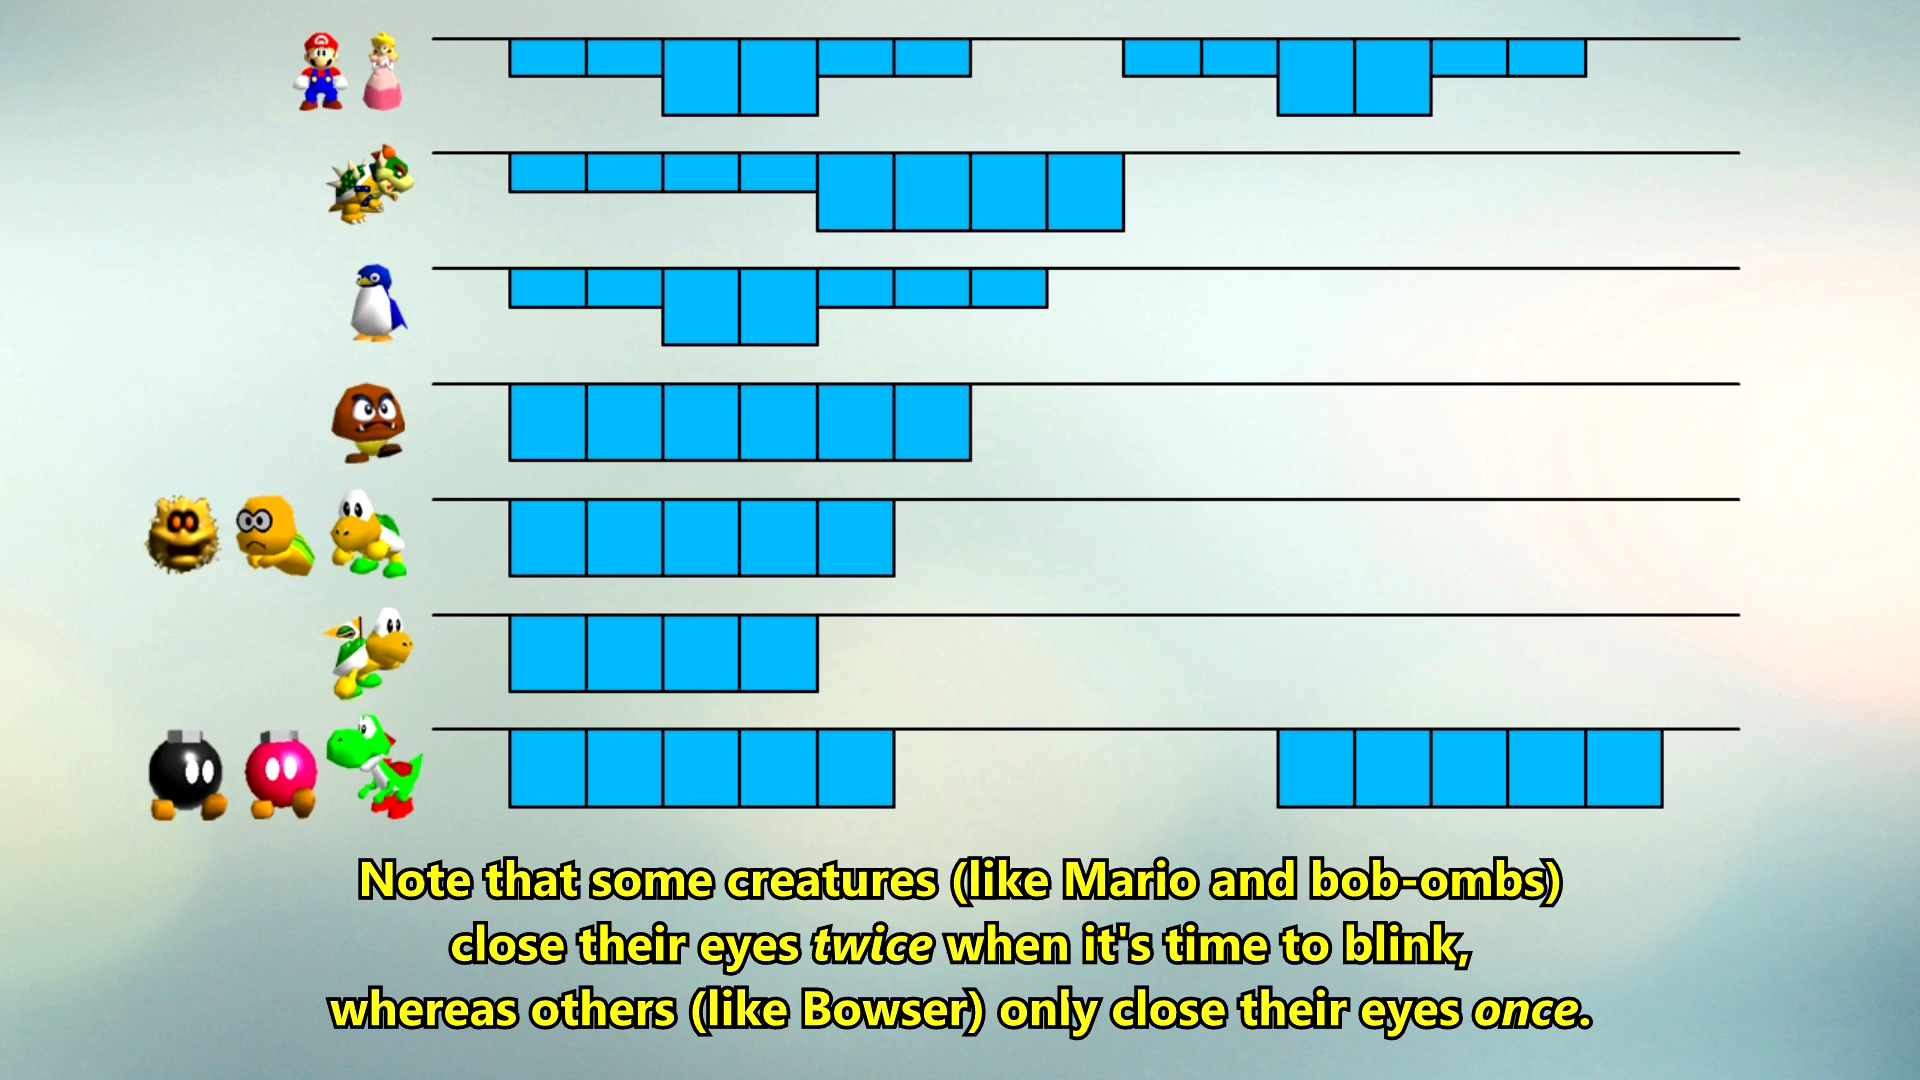 Note that some creatures (like Mario and bob-ombs)
close their eyes twice when it's time to blink,
whereas others (like Bowser) only close their eyes once.